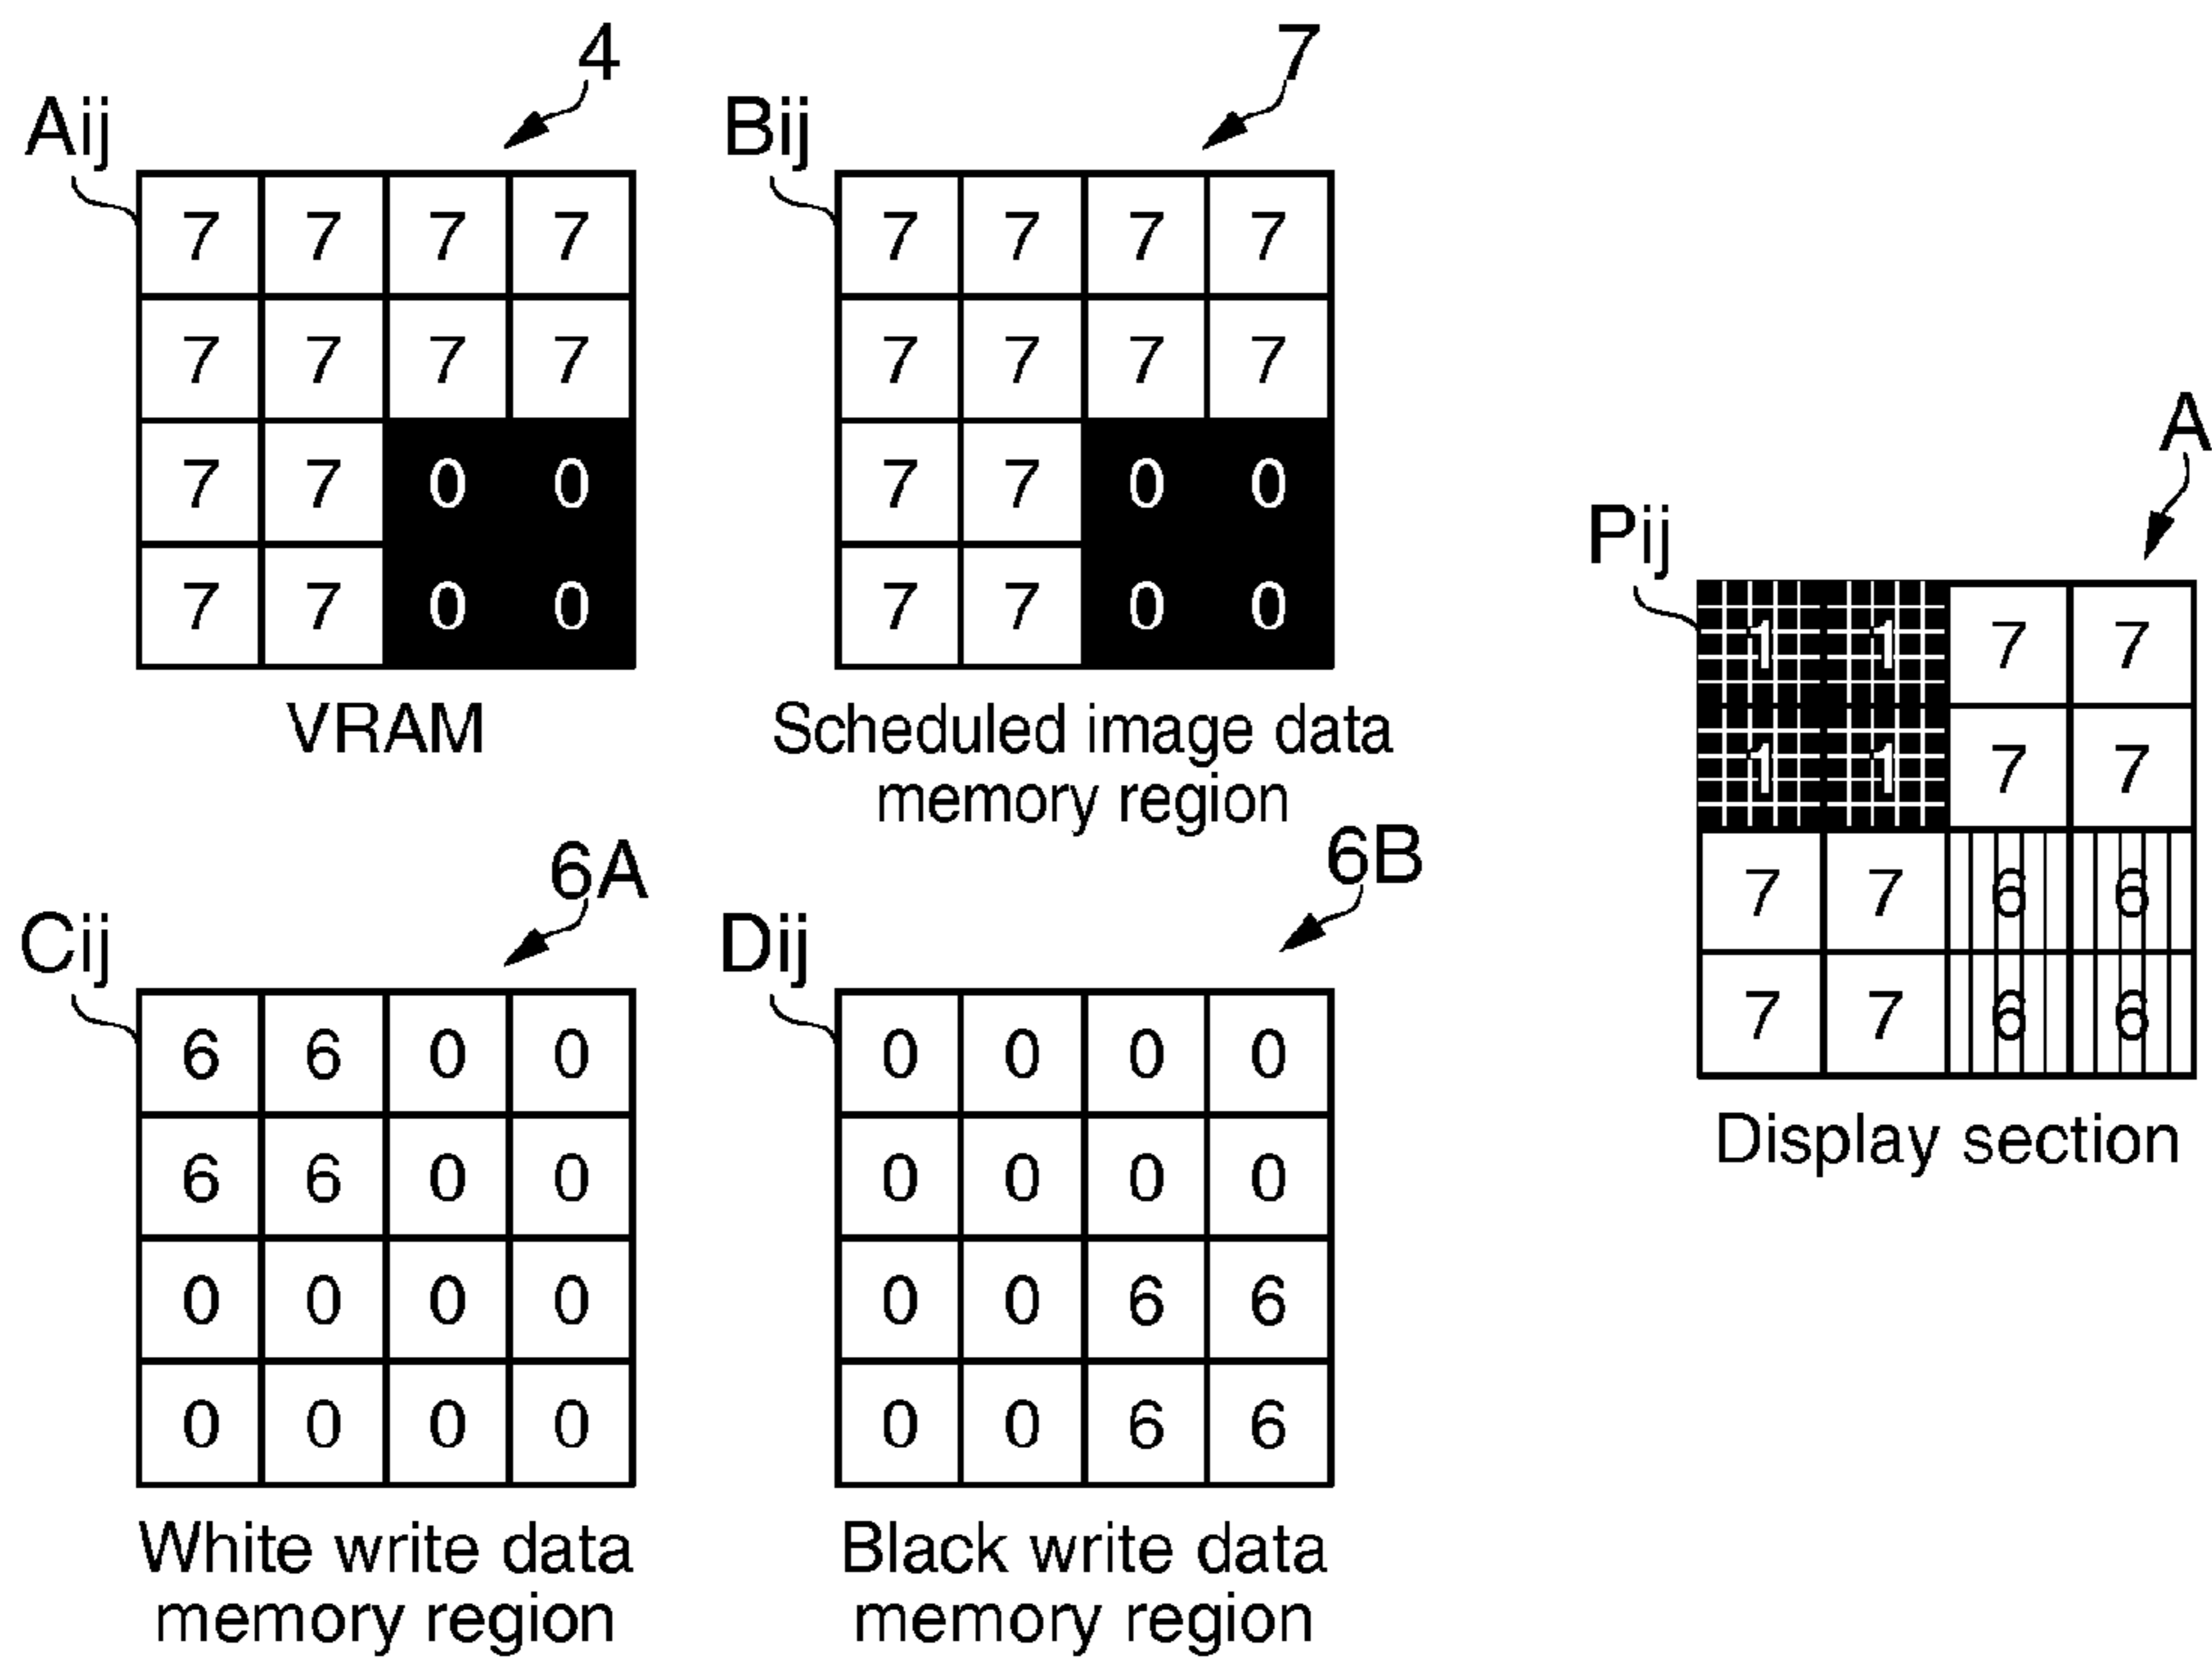 4
Aij
7 7 7 7
7 7 7 7
7 7 0 0
7 7 0 0
VRAM
7
Bij
7 7 7 7
7 7 7 7
7 7 0 0
7 7 0 0
Scheduled image data
memory region
A
Pij
1 1 7 7
1 1 7 7
7 7 6 6
7 7 6 6
Display section
6A
Cij
6 6 0 0
6 6 0 0
0 0 0 0
0 0 0 0
White write data
memory region
6B
Dij
0 0 0 0
0 0 0 0
0 0 6 6
0 0 6 6
Black write data
memory region